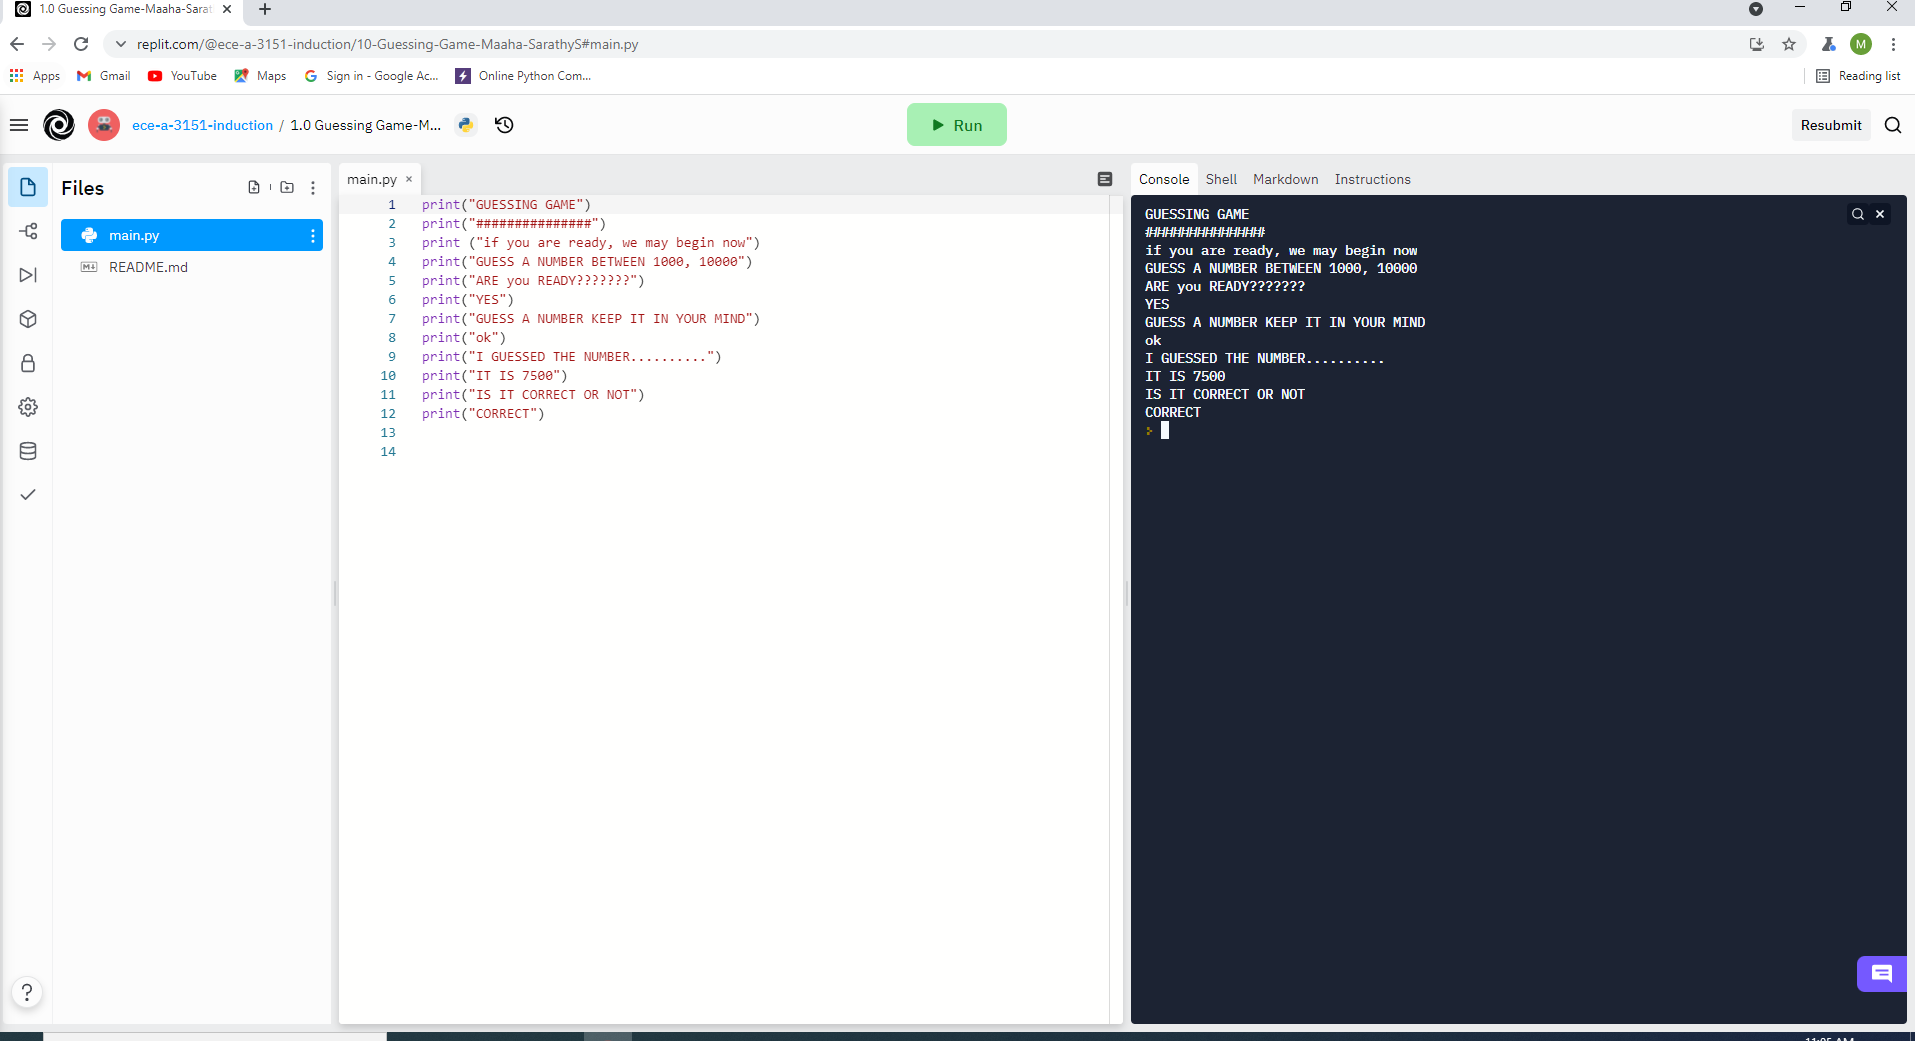 1.0 Guessing Game-Maaha-Sarat
replit.com/@ece-a-3151-induction/10-Guessing-Game-Maaha-SarathyS#main.py
M
Apps
Gmail
YouTube
Maps
Sign in - Google Ac...
Online Python Com...
Reading list
ece-a-3151-induction / 1.0 Guessing Game-M...
Run
Resubmit
Files
main.py
README.md
main.py
1 print("GUESSING GAME")
2 print("###############")
3 print ("if you are ready, we may begin now")
4 print("GUESS A NUMBER BETWEEN 1000, 10000")
5 print("ARE you READY???????")
6 print("YES")
7 print("GUESS A NUMBER KEEP IT IN YOUR MIND")
8 print("ok")
9 print("I GUESSED THE NUMBER..........")
10 print("IT IS 7500")
11 print("IS IT CORRECT OR NOT")
12 print("CORRECT")
13
14
Console Shell Markdown Instructions
GUESSING GAME
###############
if you are ready, we may begin now
GUESS A NUMBER BETWEEN 1000, 10000
ARE you READY???????
YES
GUESS A NUMBER KEEP IT IN YOUR MIND
ok
I GUESSED THE NUMBER..........
IT IS 7500
IS IT CORRECT OR NOT
CORRECT
?
11:05 AM